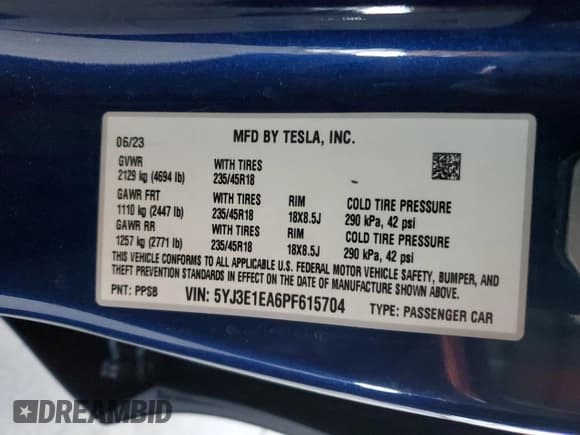 06/23 MFD BY TESLA, INC.
GVWR WITH TIRES
2129 kg (4694 lb) 235/45R18
GAWR FRT WITH TIRES RIM COLD TIRE PRESSURE
1110 kg (2447 lb) 235/45R18 18X8.5J 290 kPa, 42 psi
GAWR RR WITH TIRES RIM COLD TIRE PRESSURE
1257 kg (2771 lb) 235/45R18 18X8.5J 290 kPa, 42 psi
THIS VEHICLE CONFORMS TO ALL APPLICABLE U.S. FEDERAL MOTOR VEHICLE SAFETY, BUMPER, AND
THEFT PREVENTION STANDARDS IN EFFECT ON THE DATE OF MANUFACTURE SHOWN ABOVE.
PNT: PPSB VIN: 5YJ3E1EA6PF615704 TYPE: PASSENGER CAR
DREAMBID